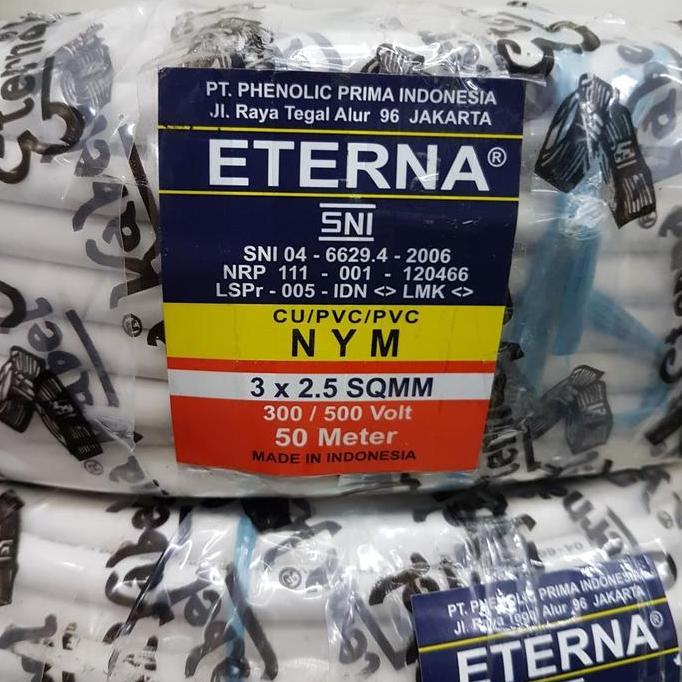 PT. PHENOLIC PRIMA INDONESIA
Jl. Raya Tegal Alur 96 JAKARTA
ETERNA®
SNI
SNI 04 - 6629.4 - 2006
NRP 111 - 001 - 120466
LSPr - 005 - IDN <> LMK <>
CU/PVC/PVC
NYM
3 x 2.5 SQMM
300 / 500 Volt
50 Meter
MADE IN INDONESIA
PT. PHENOLIC PRIMA INDONESIA
Jl. Raya Tegal Alur 96 JAKARTA
ETERNA®